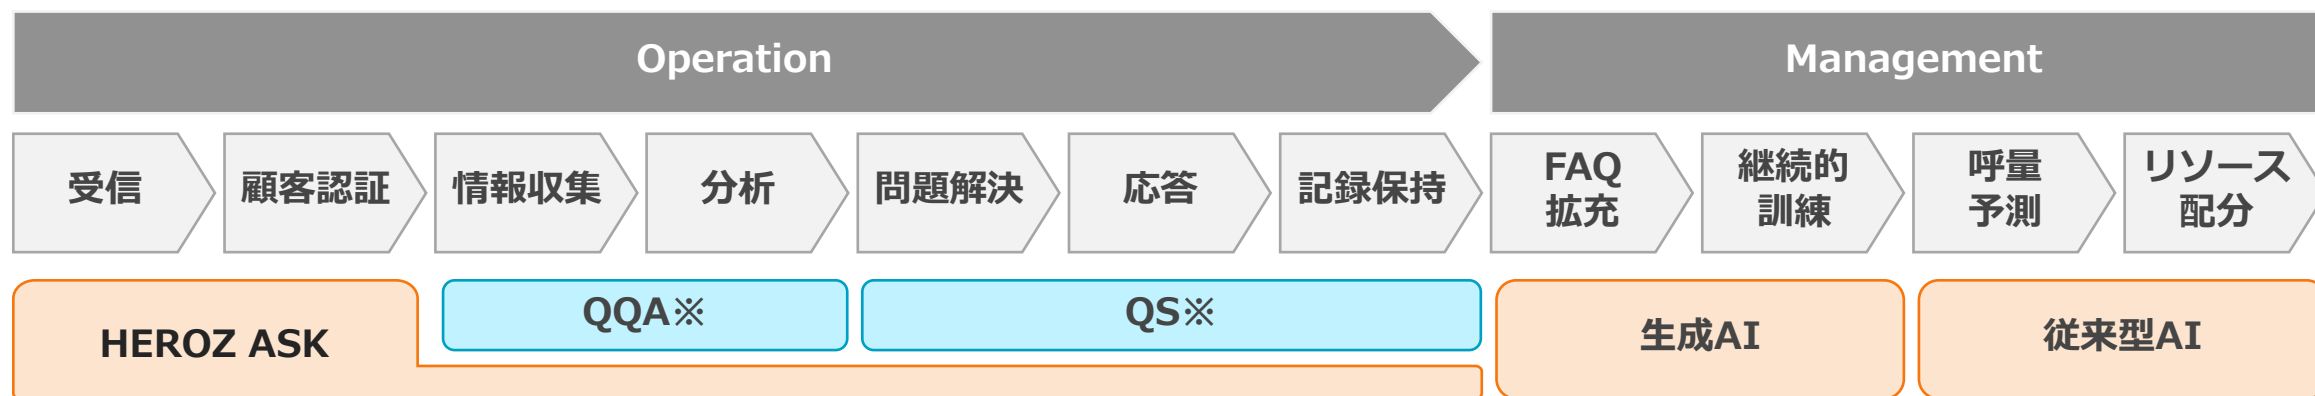 Operation
Management
受信
顧客認証
情報収集
分析
問題解決
応答
記録保持
FAQ
拡充
継続的
訓練
呼量
予測
リソース
配分
HEROZ ASK
QQA※
QS※
生成AI
従来型AI